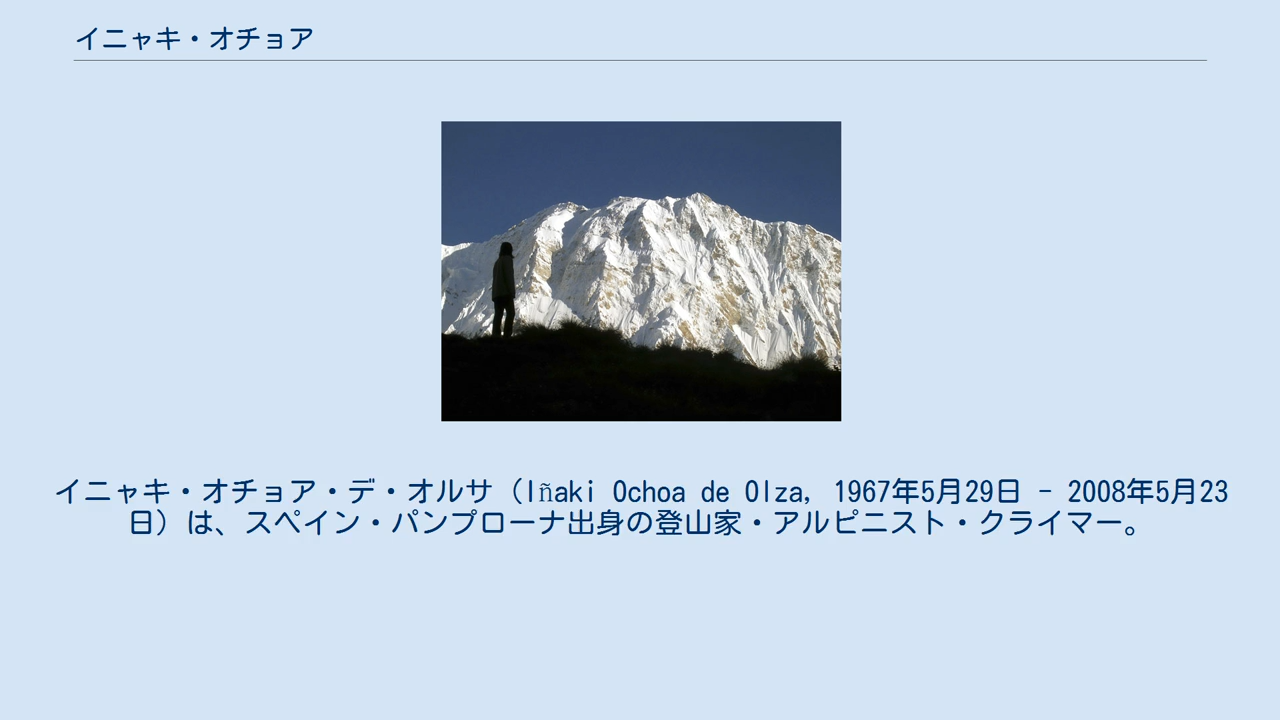 イニャキ・オチョア
イニャキ・オチョア・デ・オルサ（Iñaki Ochoa de Olza, 1967年5月29日 - 2008年5月23
日）は、スペイン・パンプローナ出身の登山家・アルピニスト・クライマー。